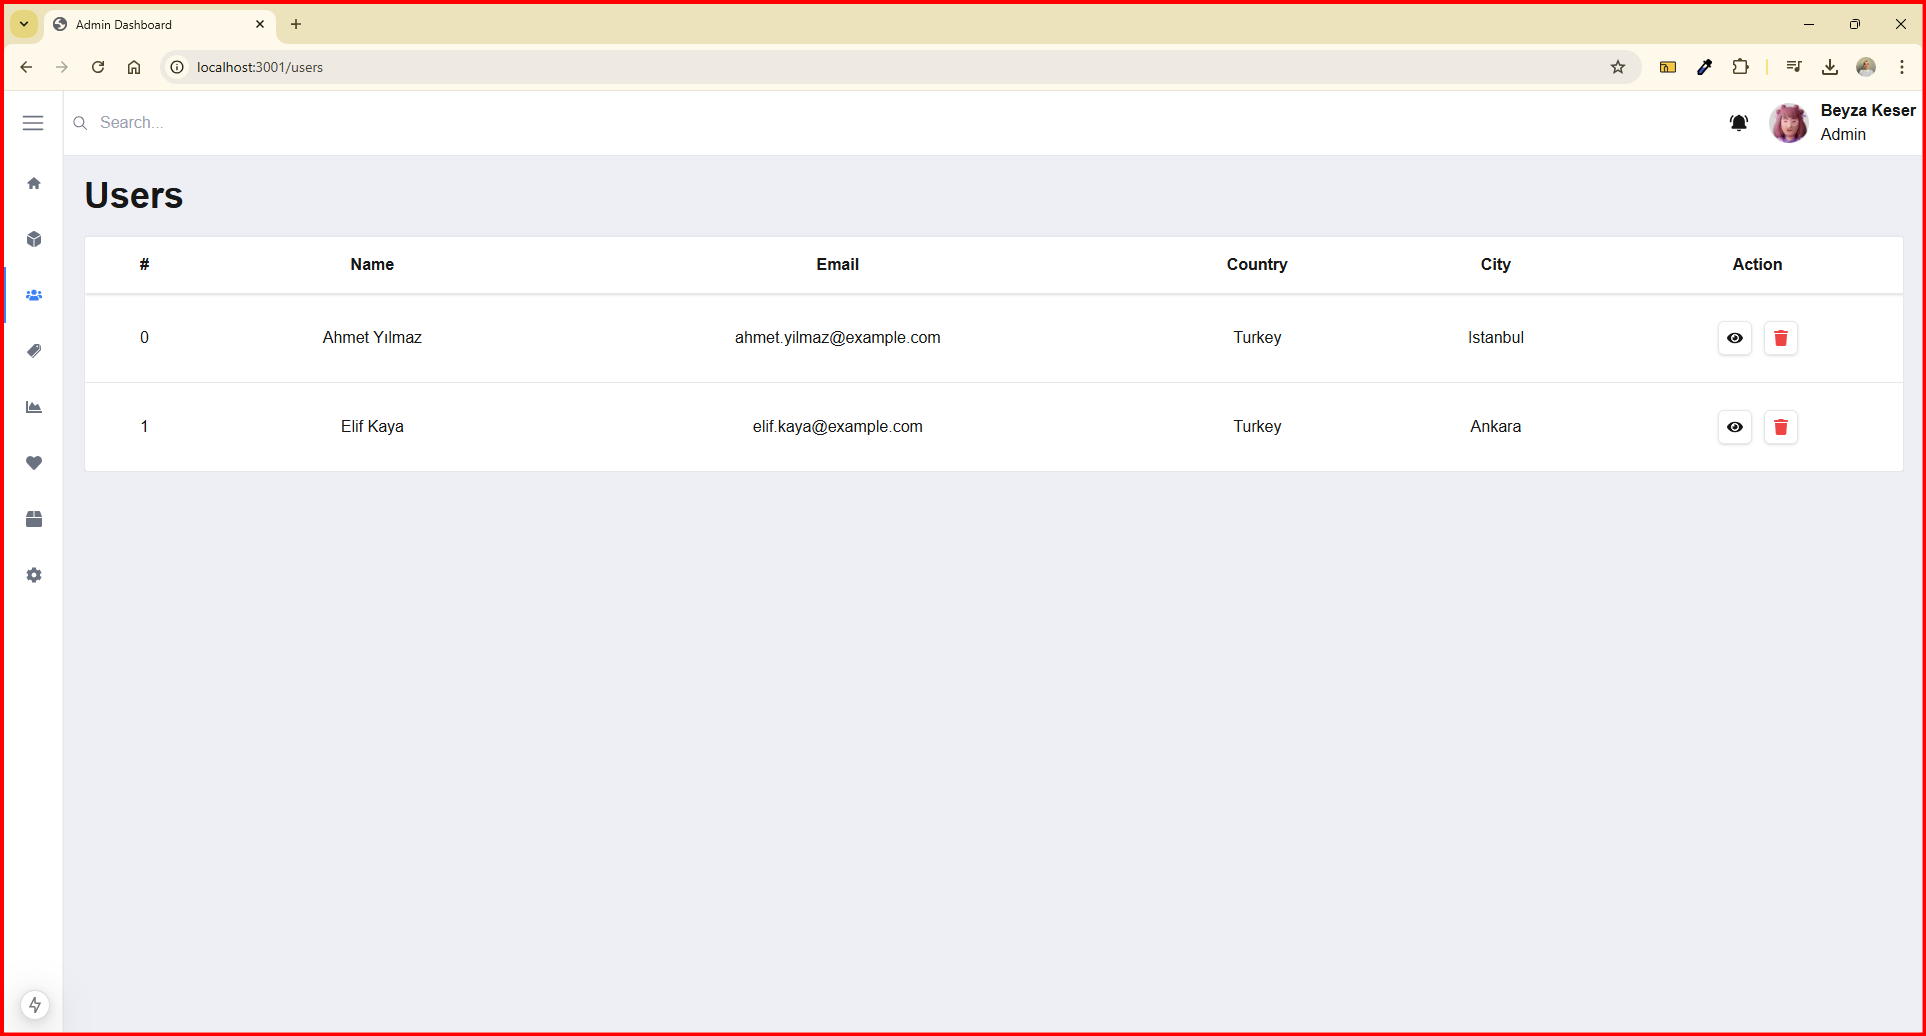 Admin Dashboard
localhost:3001/users
Search...
Beyza Keser
Admin
Users
# Name Email Country City Action
0 Ahmet Yılmaz ahmet.yilmaz@example.com Turkey Istanbul
1 Elif Kaya elif.kaya@example.com Turkey Ankara